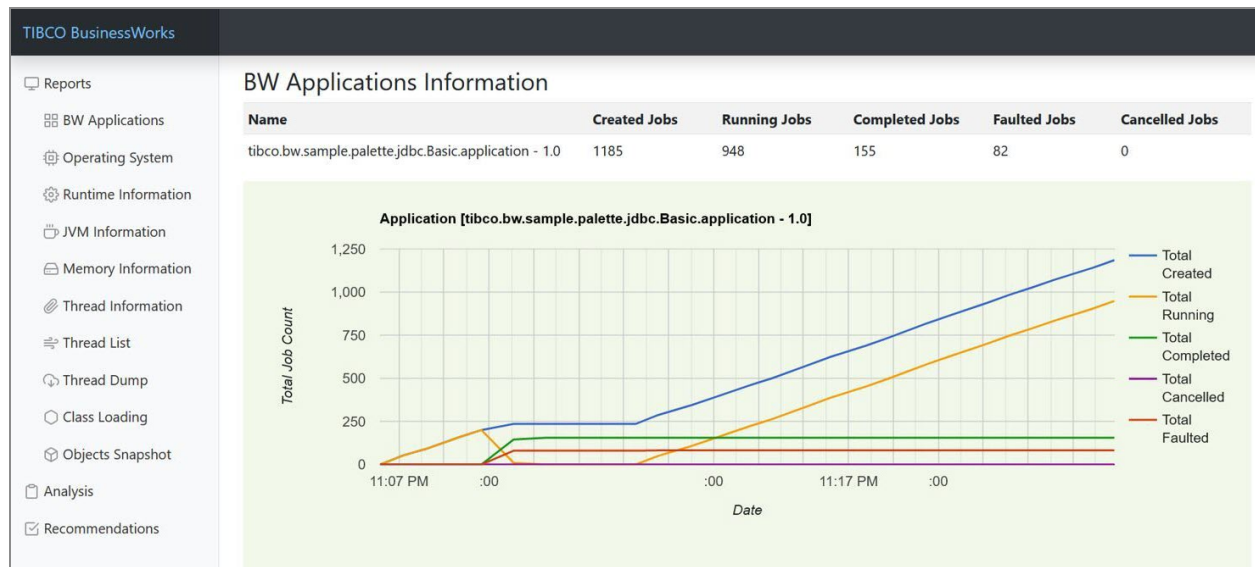 TIBCO BusinessWorks
Reports
BW Applications
Operating System
Runtime Information
JVM Information
Memory Information
Thread Information
Thread List
Thread Dump
Class Loading
Objects Snapshot
Analysis
Recommendations
BW Applications Information
Name Created Jobs Running Jobs Completed Jobs Faulted Jobs Cancelled Jobs
tibco.bw.sample.palette.jdbc.Basic.application - 1.0 1185 948 155 82 0
Application [tibco.bw.sample.palette.jdbc.Basic.application - 1.0]
Total Job Count
1,250
1,000
750
500
250
0
11:07 PM :00 :00 11:17 PM :00
Date
Total
Created
Total
Running
Total
Completed
Total
Cancelled
Total
Faulted